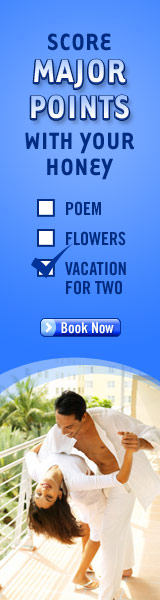 SCORE
MAJOR
POINTS
WITH YOUR
HONEY
POEM
FLOWERS
VACATION
FOR TWO
Book Now